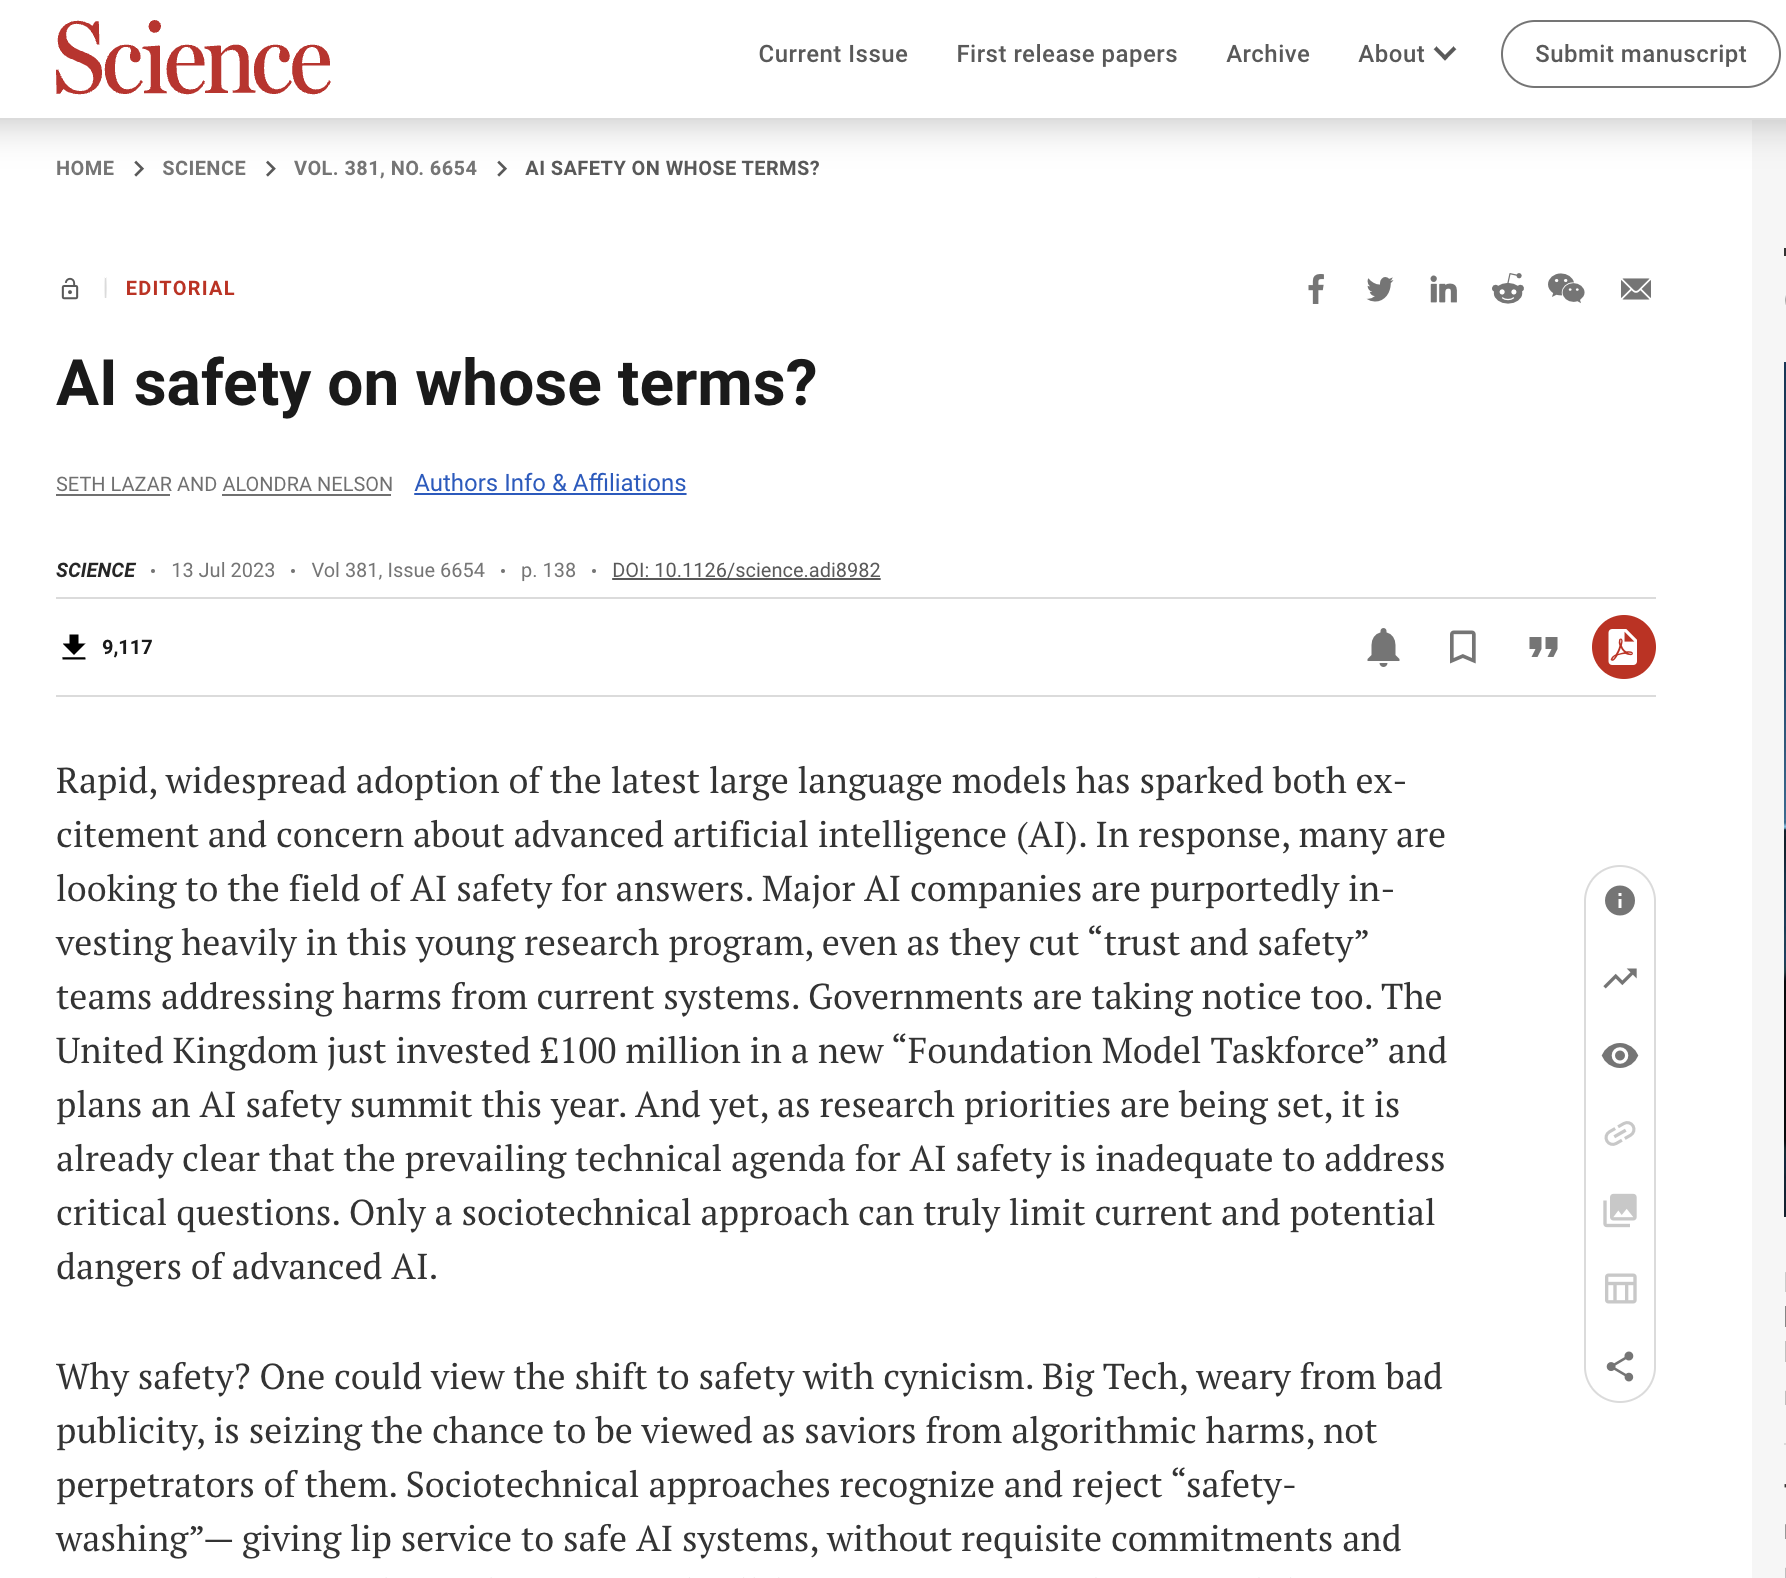 Science
Current Issue First release papers Archive About Submit manuscript
HOME > SCIENCE > VOL. 381, NO. 6654 > AI SAFETY ON WHOSE TERMS?
EDITORIAL
AI safety on whose terms?
SETH LAZAR AND ALONDRA NELSON Authors Info & Affiliations
SCIENCE • 13 Jul 2023 • Vol 381, Issue 6654 • p. 138 • DOI: 10.1126/science.adi8982
9,117
Rapid, widespread adoption of the latest large language models has sparked both ex-
citement and concern about advanced artificial intelligence (AI). In response, many are
looking to the field of AI safety for answers. Major AI companies are purportedly in-
vesting heavily in this young research program, even as they cut “trust and safety”
teams addressing harms from current systems. Governments are taking notice too. The
United Kingdom just invested £100 million in a new “Foundation Model Taskforce” and
plans an AI safety summit this year. And yet, as research priorities are being set, it is
already clear that the prevailing technical agenda for AI safety is inadequate to address
critical questions. Only a sociotechnical approach can truly limit current and potential
dangers of advanced AI.
Why safety? One could view the shift to safety with cynicism. Big Tech, weary from bad
publicity, is seizing the chance to be viewed as saviors from algorithmic harms, not
perpetrators of them. Sociotechnical approaches recognize and reject “safety-
washing”— giving lip service to safe AI systems, without requisite commitments and